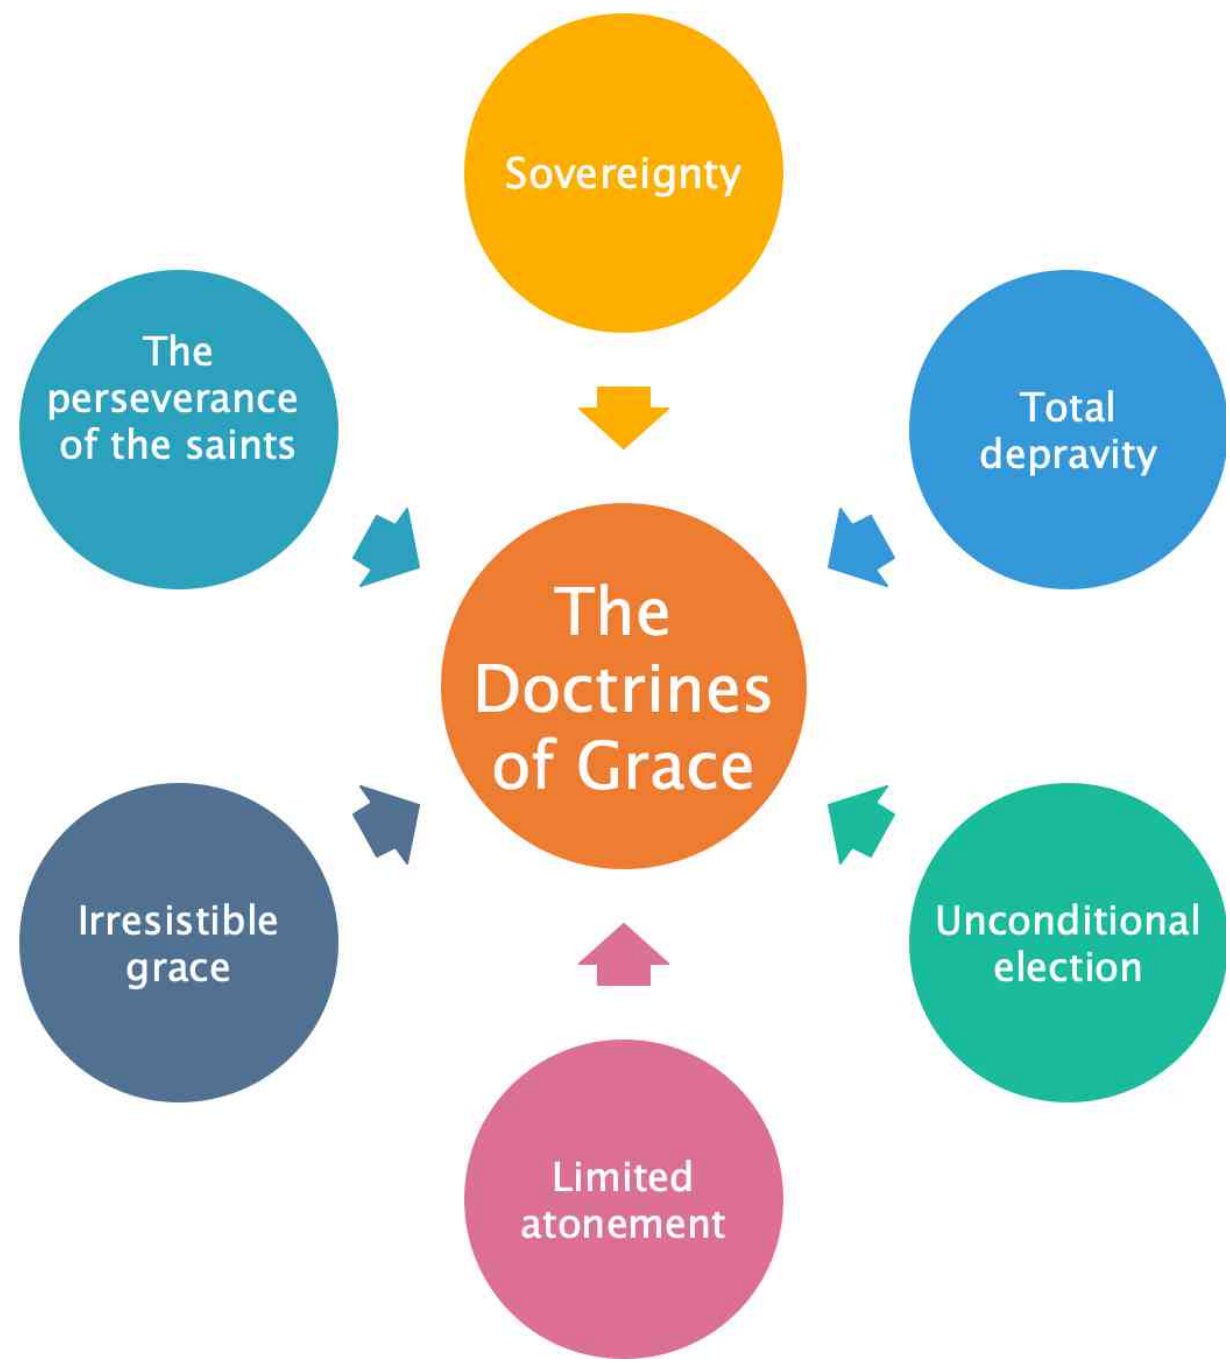 Sovereignty
The
perseverance
of the saints
Total
depravity
The
Doctrines
of Grace
Irresistible
grace
Unconditional
election
Limited
atonement